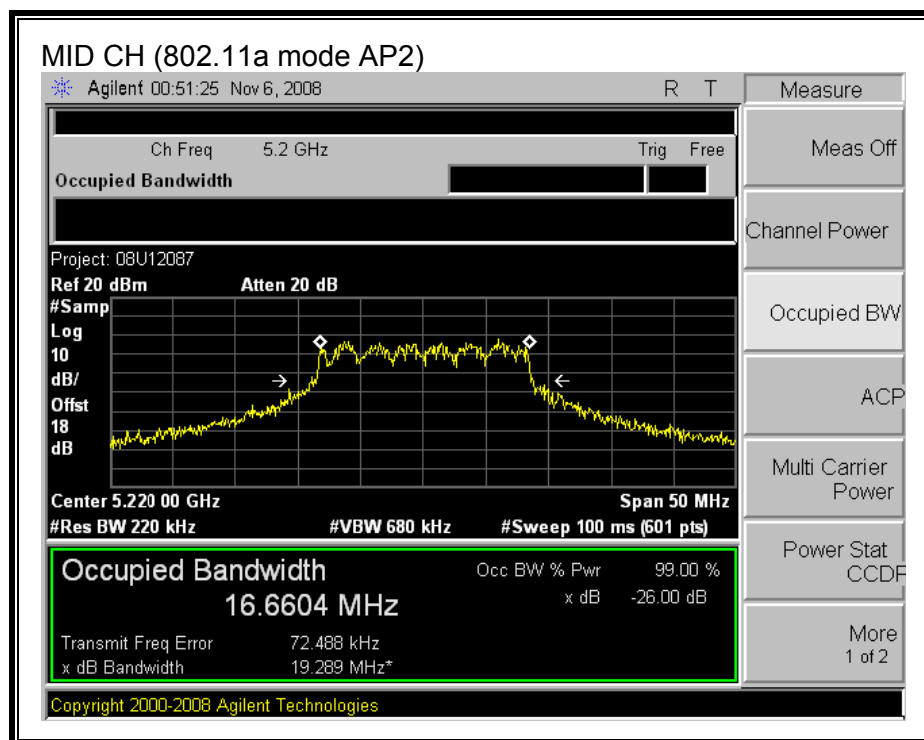 MID CH (802.11a mode AP2)
Agilent 00:51:25 Nov 6, 2008 R T
Measure
Ch Freq 5.2 GHz Trig Free
Occupied Bandwidth
Project: 08U12087
Ref 20 dBm Atten 20 dB
#Samp
Log
10
dB/
Offst
18
dB
Center 5.220 00 GHz Span 50 MHz
#Res BW 220 kHz #VBW 680 kHz #Sweep 100 ms (601 pts)
Occupied Bandwidth Occ BW % Pwr 99.00 %
16.6604 MHz x dB -26.00 dB
Transmit Freq Error 72.488 kHz
x dB Bandwidth 19.289 MHz*
Copyright 2000-2008 Agilent Technologies
Meas Off
Channel Power
Occupied BW
ACP
Multi Carrier
Power
Power Stat
CCDF
More
1 of 2